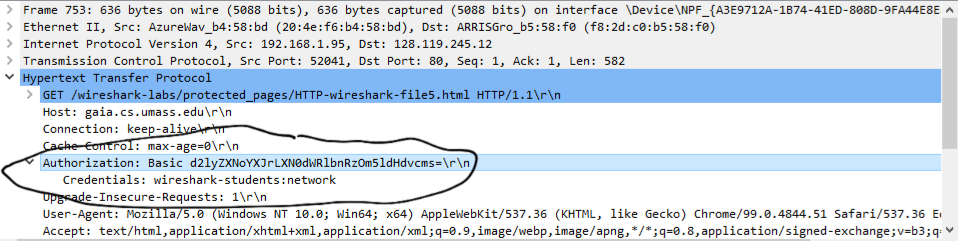 Frame 753: 636 bytes on wire (5088 bits), 636 bytes captured (5088 bits) on interface \Device\NPF_{A3E9712A-1B74-41ED-808D-9FA44E8E
Ethernet II, Src: AzureWav_b4:58:bd (20:4e:f6:b4:58:bd), Dst: ARRISGro_b5:58:f0 (f8:2d:c0:b5:58:f0)
Internet Protocol Version 4, Src: 192.168.1.95, Dst: 128.119.245.12
Transmission Control Protocol, Src Port: 52041, Dst Port: 80, Seq: 1, Ack: 1, Len: 582
Hypertext Transfer Protocol
GET /wireshark-labs/protected_pages/HTTP-wireshark-file5.html HTTP/1.1\r\n
Host: gaia.cs.umass.edu\r\n
Connection: keep-alive\r\n
Cache-Control: max-age=0\r\n
Authorization: Basic d2lyZXNoYXJrLXN0dWRlbnRzOm5ldHdvcms=\r\n
Credentials: wireshark-students:network
Upgrade-Insecure-Requests: 1\r\n
User-Agent: Mozilla/5.0 (Windows NT 10.0; Win64; x64) AppleWebKit/537.36 (KHTML, like Gecko) Chrome/99.0.4844.51 Safari/537.36 Ed
Accept: text/html,application/xhtml+xml,application/xml;q=0.9,image/webp,image/apng,*/*;q=0.8,application/signed-exchange;v=b3;q=